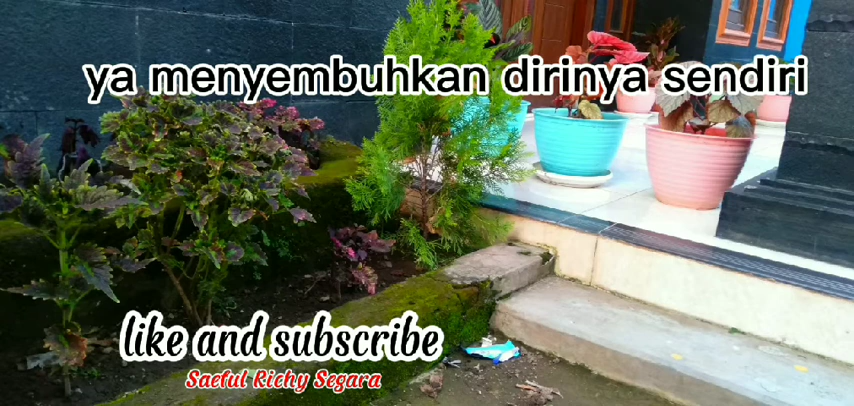 ya menyembuhkan dirinya sendiri
like and subscribe
Saeful Richy Segara